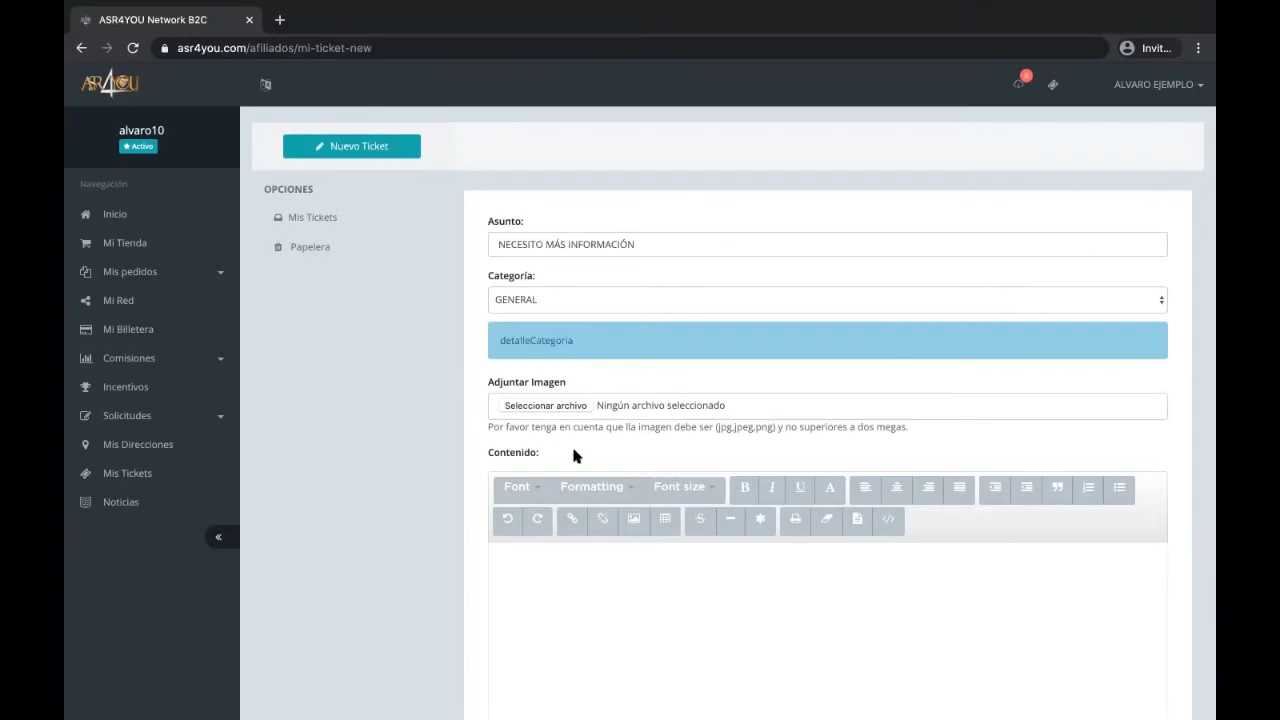 ASR4YOU Network B2C
asr4you.com/afiliados/mi-ticket-new
Invit...
ASR4YOU
8
ALVARO EJEMPLO
alvaro10
Activo
Navegación
Inicio
Mi Tienda
Mis pedidos
Mi Red
Mi Billetera
Comisiones
Incentivos
Solicitudes
Mis Direcciones
Mis Tickets
Noticias
Nuevo Ticket
OPCIONES
Mis Tickets
Papelera
Asunto:
NECESITO MÁS INFORMACIÓN
Categoría:
GENERAL
detalleCategoria
Adjuntar Imagen
Seleccionar archivo Ningún archivo seleccionado
Por favor tenga en cuenta que lla imagen debe ser (jpg,jpeg,png) y no superiores a dos megas.
Contenido:
Font Formatting Font size B I U A